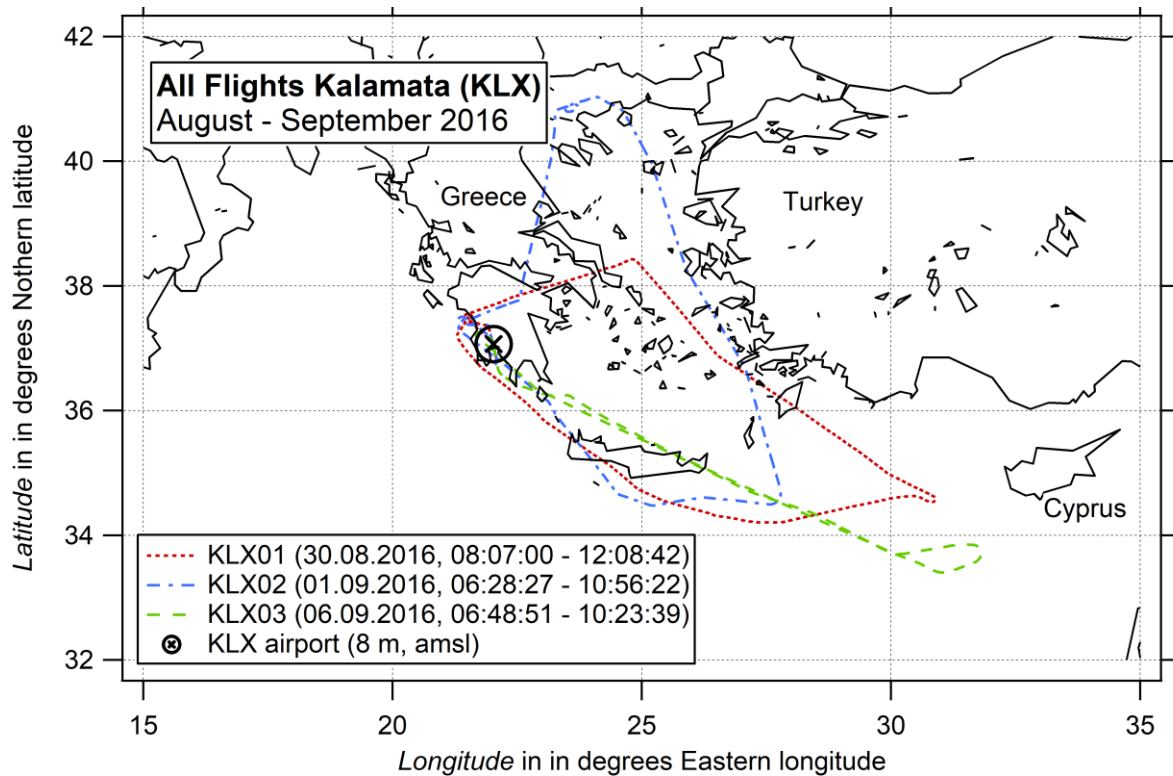 All Flights Kalamata (KLX)
August - September 2016
Greece
Turkey
Cyprus
KLX01 (30.08.2016, 08:07:00 - 12:08:42)
KLX02 (01.09.2016, 06:28:27 - 10:56:22)
KLX03 (06.09.2016, 06:48:51 - 10:23:39)
KLX airport (8 m, amsl)
Latitude in in degrees Nothern latitude
42
40
38
36
34
32
15
20
25
30
35
Longitude in in degrees Eastern longitude